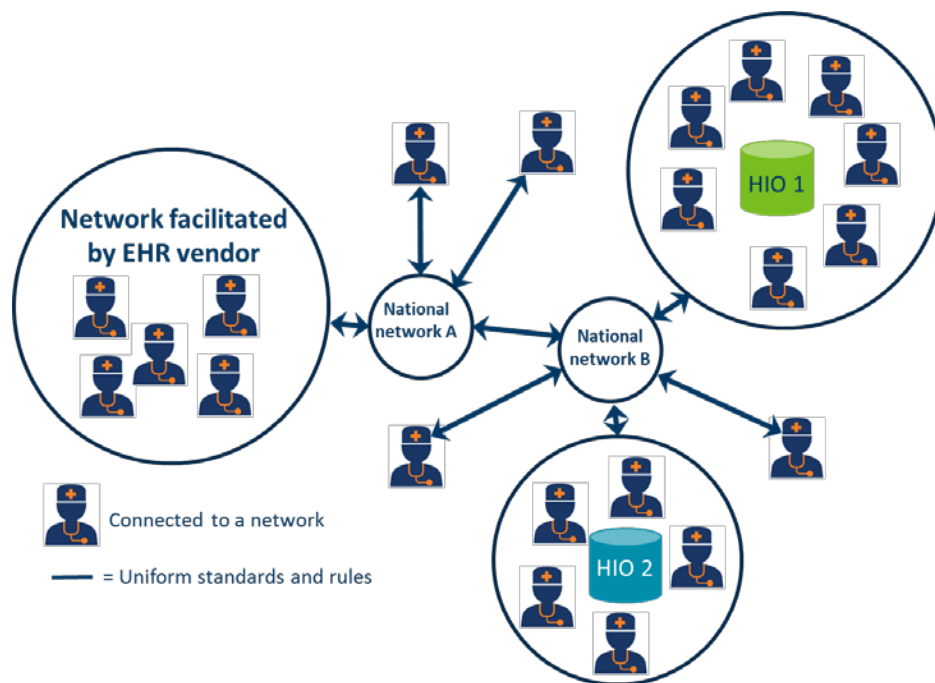 HIO 1
Network facilitated
by EHR vendor
National
network A
National
network B
Connected to a network
= Uniform standards and rules
HIO 2